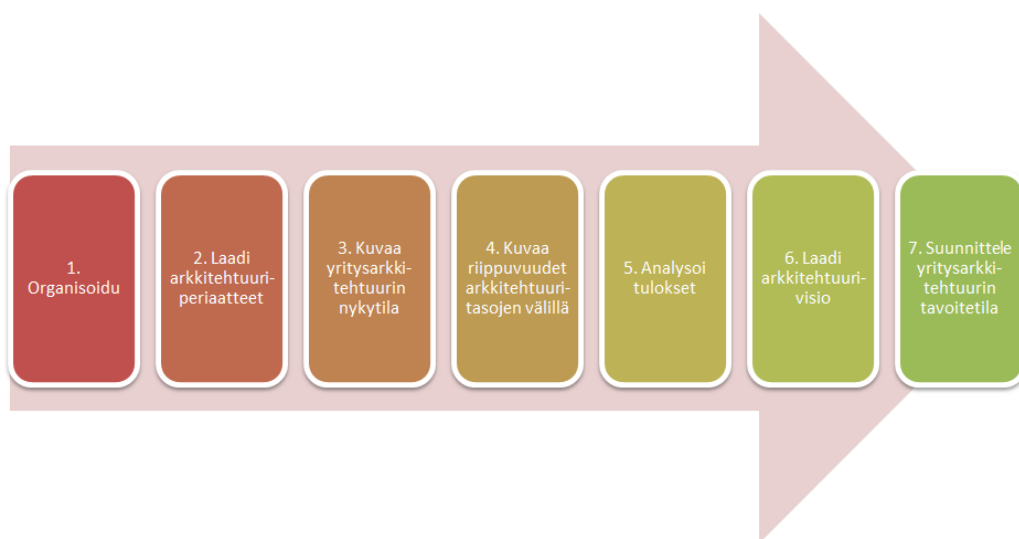 1.
Organisoidu
2. Laadi
arkkitehtuuri-
periaatteet
3. Kuvaa
yritysarkki-
tehtuurin
nykytila
4. Kuvaa
riippuvuudet
arkkitehtuuri-
tasojen välillä
5. Analysoi
tulokset
6. Laadi
arkkitehtuuri-
visio
7. Suunnittele
yritysarkki-
tehtuurin
tavoitetila